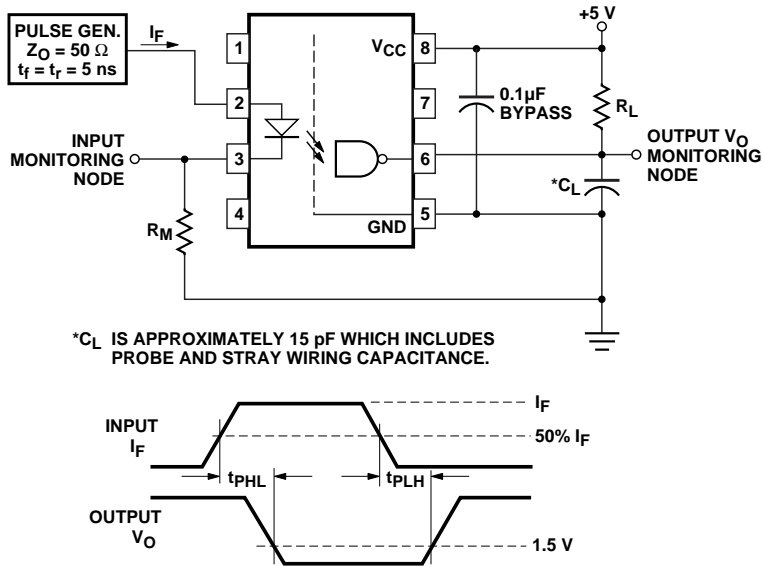 PULSE GEN.
Z_O = 50 Ω
t_f = t_r = 5 ns
I_F
+5 V
1
V_CC
8
2
7
0.1µF
BYPASS
R_L
INPUT
MONITORING
NODE
3
6
OUTPUT V_O
MONITORING
NODE
*C_L
4
GND
5
R_M
*C_L IS APPROXIMATELY 15 pF WHICH INCLUDES
PROBE AND STRAY WIRING CAPACITANCE.
I_F
INPUT
I_F
50% I_F
t_PHL
t_PLH
OUTPUT
V_O
1.5 V